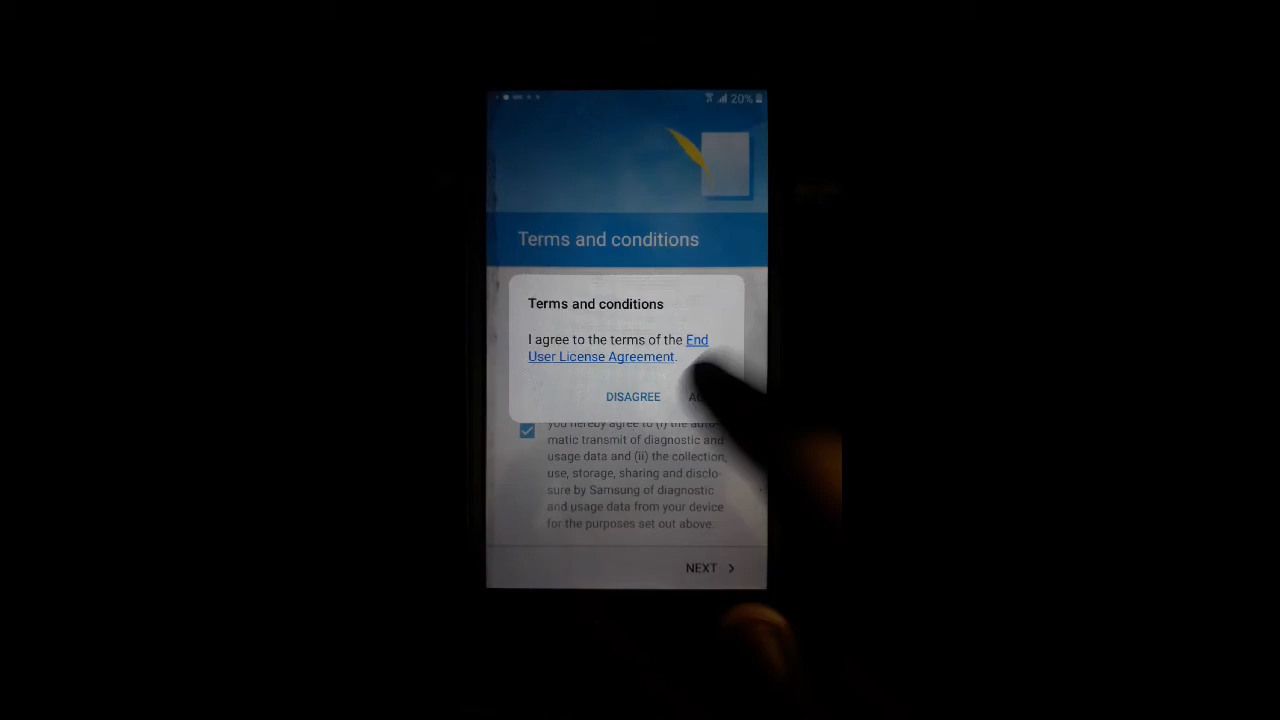 20%
Terms and conditions
Terms and conditions
I agree to the terms of the End
User License Agreement.
DISAGREE
you hereby agree to (i) the auto-
matic transmit of diagnostic and
usage data and (ii) the collection,
use, storage, sharing and disclo-
sure by Samsung of diagnostic
and usage data from your device
for the purposes set out above.
NEXT